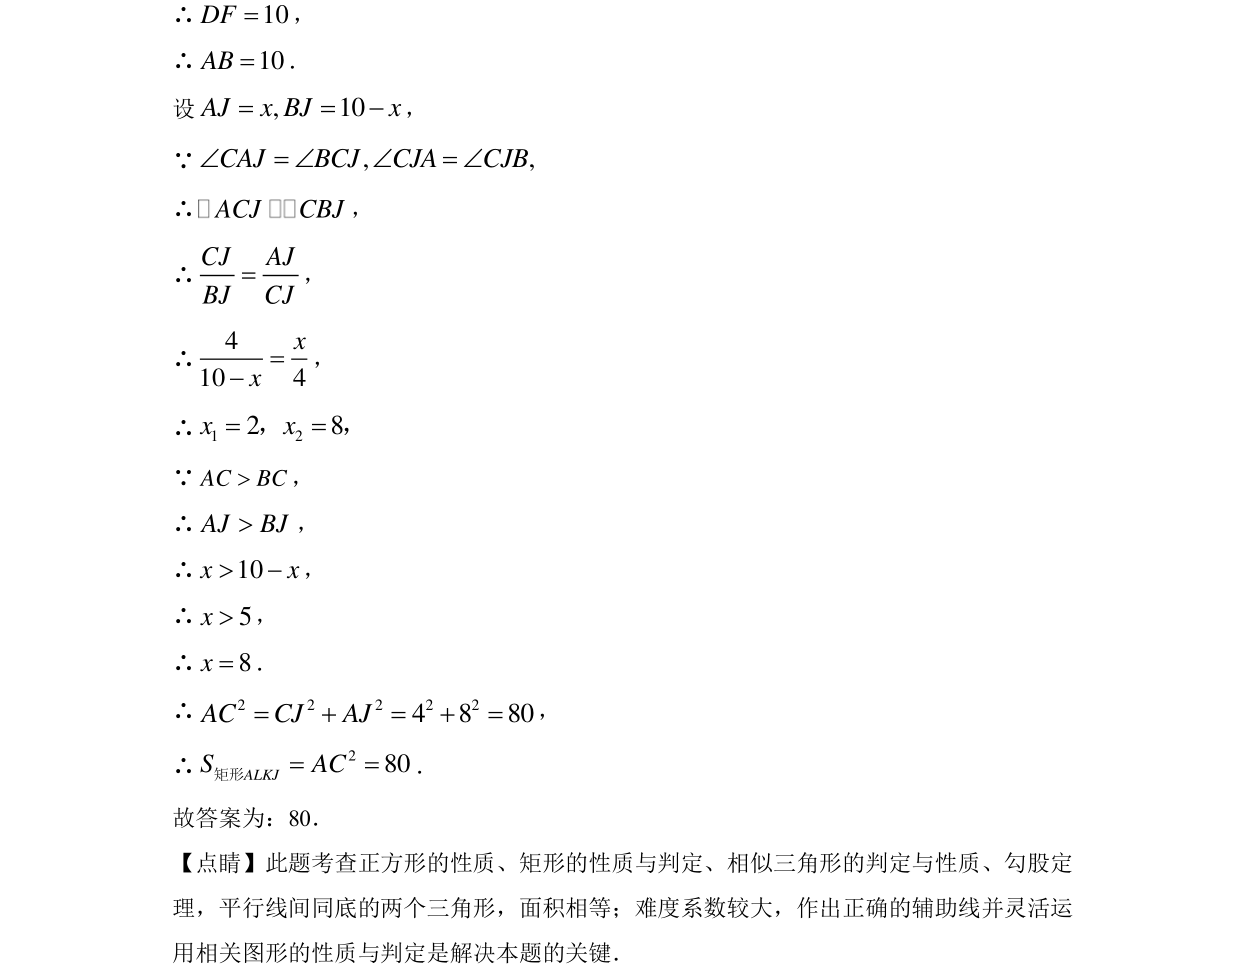 ∴ DF = 10，
∴ AB = 10．
设 AJ = x, BJ = 10 − x，
∵ ∠CAJ = ∠BCJ, ∠CJA = ∠CJB,
∴ □ ACJ □□ CBJ，
∴ CJ/BJ = AJ/CJ，
∴ 4/(10 − x) = x/4，
∴ x₁ = 2，x₂ = 8，
∵ AC > BC，
∴ AJ > BJ，
∴ x > 10 − x，
∴ x > 5，
∴ x = 8．
∴ AC² = CJ² + AJ² = 4² + 8² = 80，
∴ S矩形ALKJ = AC² = 80．
故答案为：80．
【点睛】此题考查正方形的性质、矩形的性质与判定、相似三角形的判定与性质、勾股定
理，平行线间同底的两个三角形，面积相等；难度系数较大，作出正确的辅助线并灵活运
用相关图形的性质与判定是解决本题的关键．